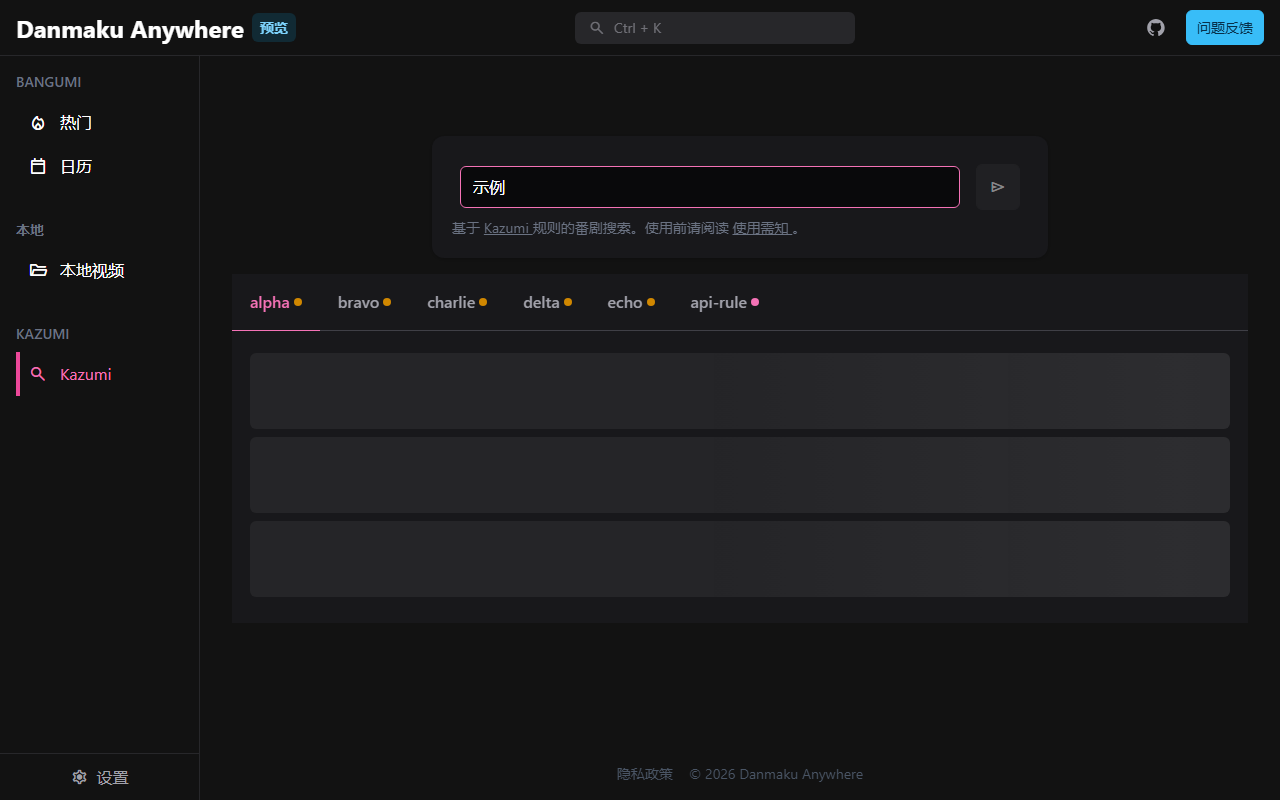 Danmaku Anywhere 预览
Ctrl + K
问题反馈
BANGUMI
热门
日历
本地
本地视频
KAZUMI
Kazumi
设置
示例
基于 Kazumi 规则的番剧搜索。使用前请阅读 使用需知 。
alpha bravo charlie delta echo api-rule
隐私政策 © 2026 Danmaku Anywhere